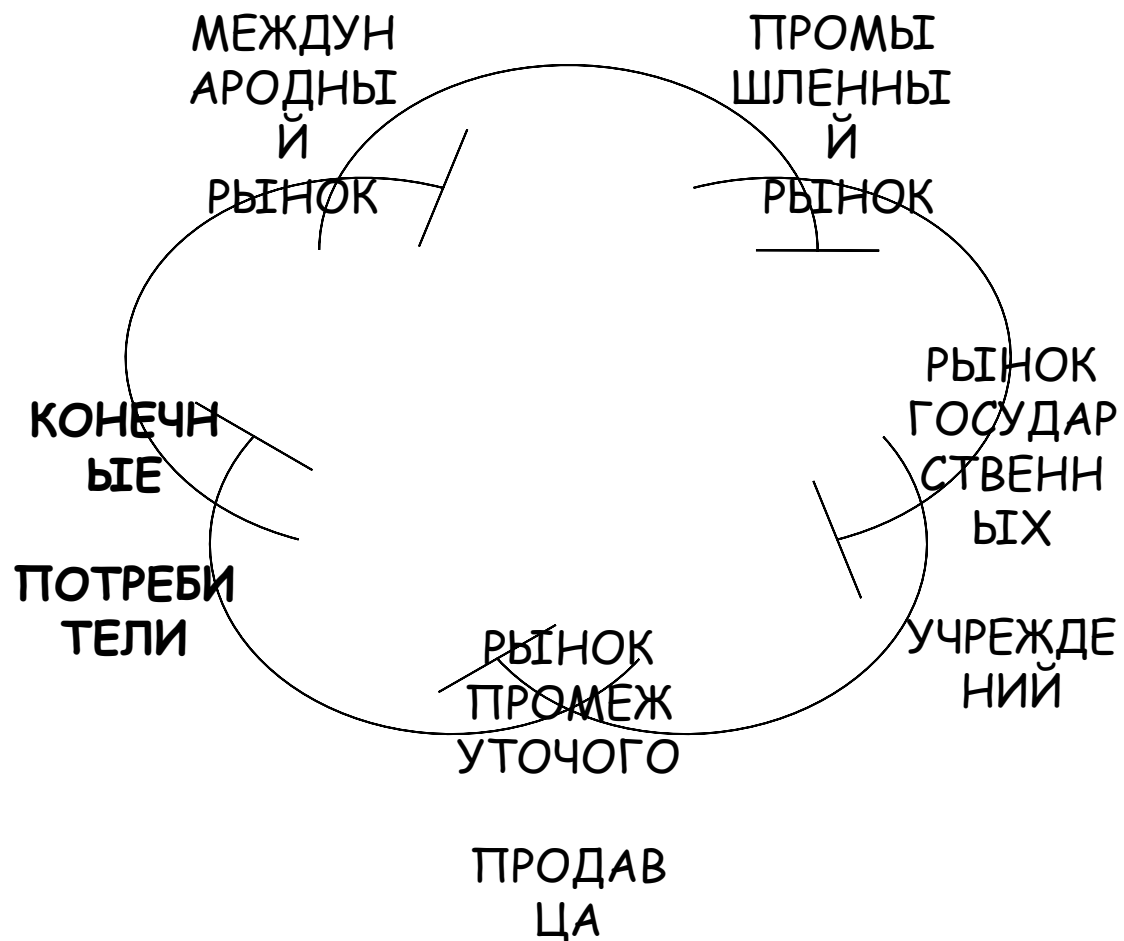 МЕЖДУН
АРОДНЫ
Й
РЫНОК
ПРОМЫ
ШЛЕННЫ
Й
РЫНОК
РЫНОК
ГОСУДАР
СТВЕНН
ЫХ
УЧРЕЖДЕ
НИЙ
КОНЕЧН
ЫЕ
ПОТРЕБИ
ТЕЛИ
РЫНОК
ПРОМЕЖ
УТОЧОГО
ПРОДАВ
ЦА